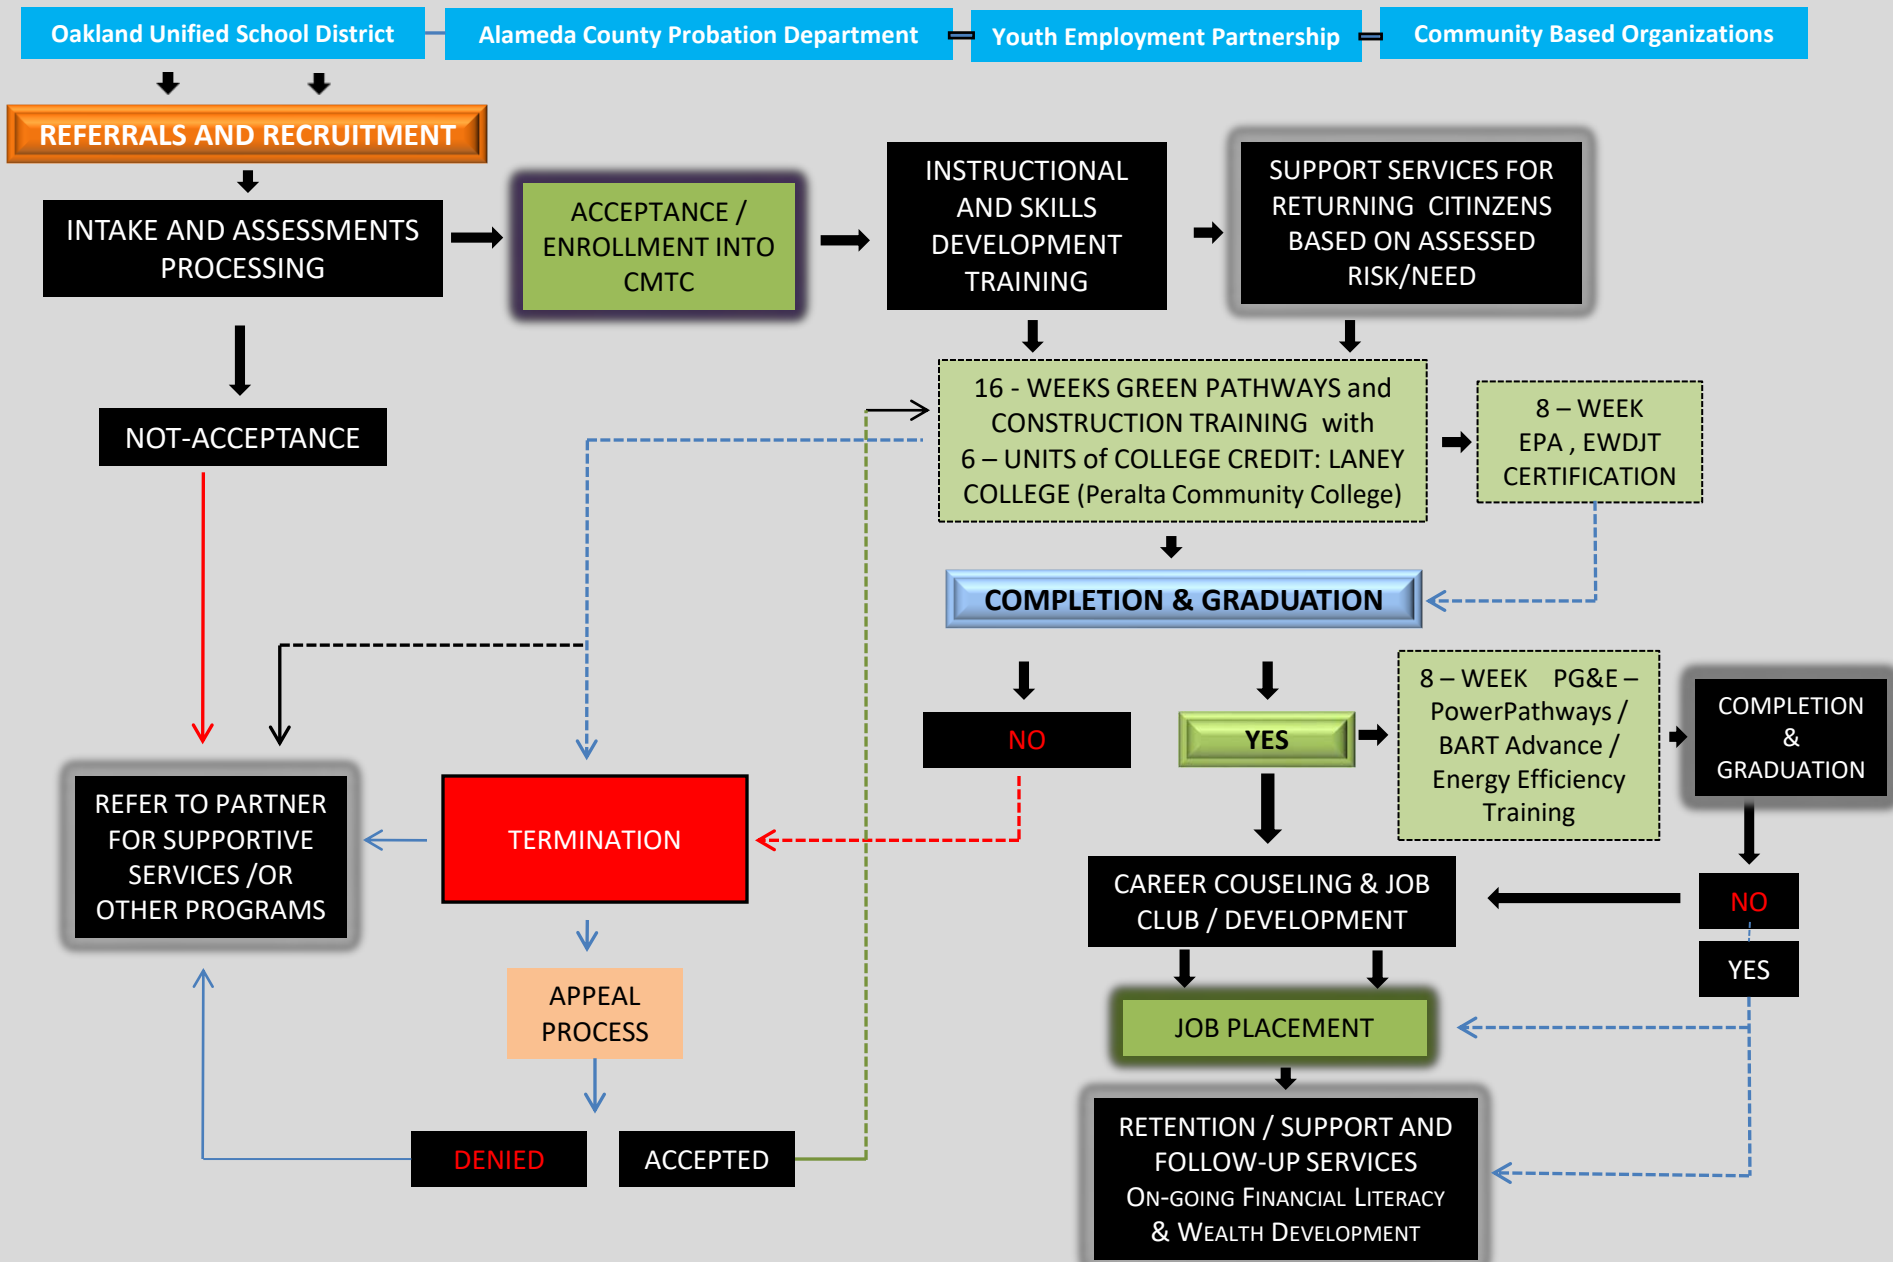 Oakland Unified School District
Alameda County Probation Department
Youth Employment Partnership
Community Based Organizations
REFERRALS AND RECRUITMENT
INTAKE AND ASSESSMENTS
PROCESSING
ACCEPTANCE /
ENROLLMENT INTO
CMTC
INSTRUCTIONAL
AND SKILLS
DEVELOPMENT
TRAINING
SUPPORT SERVICES FOR
RETURNING CITINZENS
BASED ON ASSESSED
RISK/NEED
NOT-ACCEPTANCE
16 - WEEKS GREEN PATHWAYS and
CONSTRUCTION TRAINING with
6 – UNITS of COLLEGE CREDIT: LANEY
COLLEGE (Peralta Community College)
8 – WEEK
EPA , EWDJT
CERTIFICATION
COMPLETION & GRADUATION
NO
YES
8 – WEEK PG&E –
PowerPathways /
BART Advance /
Energy Efficiency
Training
COMPLETION
&
GRADUATION
REFER TO PARTNER
FOR SUPPORTIVE
SERVICES /OR
OTHER PROGRAMS
TERMINATION
CAREER COUSELING & JOB
CLUB / DEVELOPMENT
NO
YES
APPEAL
PROCESS
JOB PLACEMENT
DENIED
ACCEPTED
RETENTION / SUPPORT AND
FOLLOW-UP SERVICES
ON-GOING FINANCIAL LITERACY
& WEALTH DEVELOPMENT